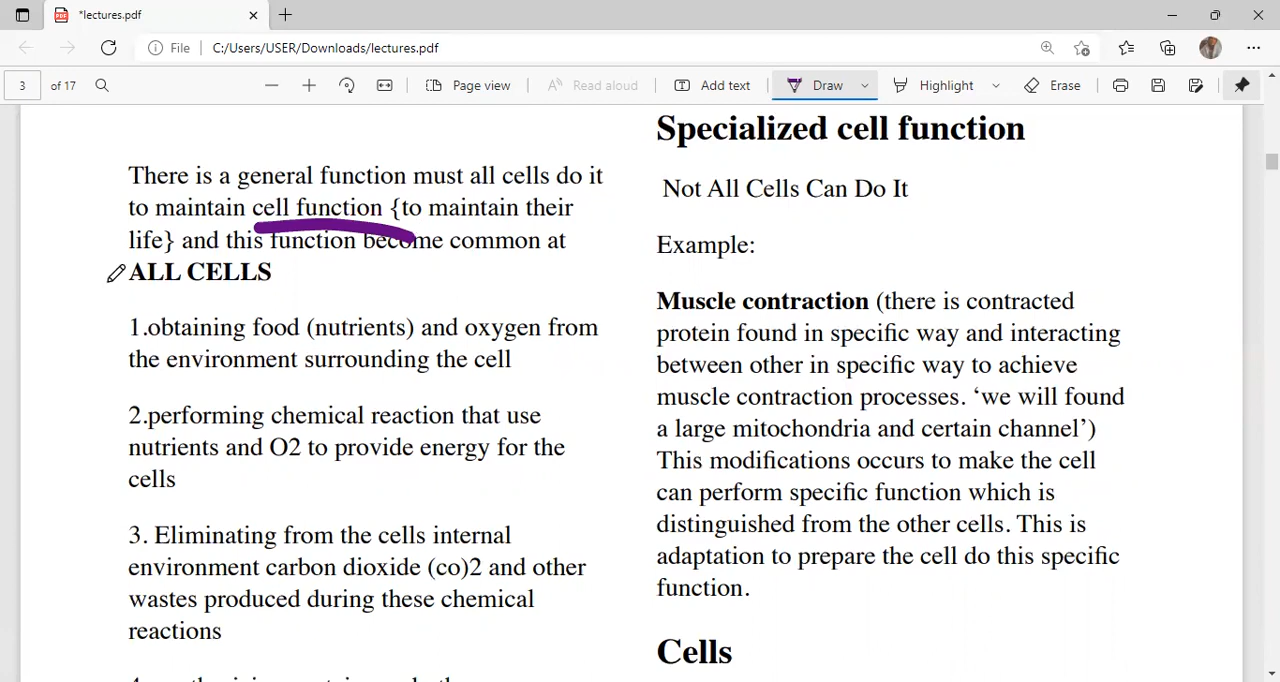 *lectures.pdf
File
C:/Users/USER/Downloads/lectures.pdf
3
of 17
Page view
Read aloud
Add text
Draw
Highlight
Erase
There is a general function must all cells do it
to maintain cell function {to maintain their
life} and this function become common at
ALL CELLS
1.obtaining food (nutrients) and oxygen from
the environment surrounding the cell
2.performing chemical reaction that use
nutrients and O2 to provide energy for the
cells
3. Eliminating from the cells internal
environment carbon dioxide (co)2 and other
wastes produced during these chemical
reactions
Specialized cell function
Not All Cells Can Do It
Example:
Muscle contraction (there is contracted
protein found in specific way and interacting
between other in specific way to achieve
muscle contraction processes. ‘we will found
a large mitochondria and certain channel’)
This modifications occurs to make the cell
can perform specific function which is
distinguished from the other cells. This is
adaptation to prepare the cell do this specific
function.
Cells